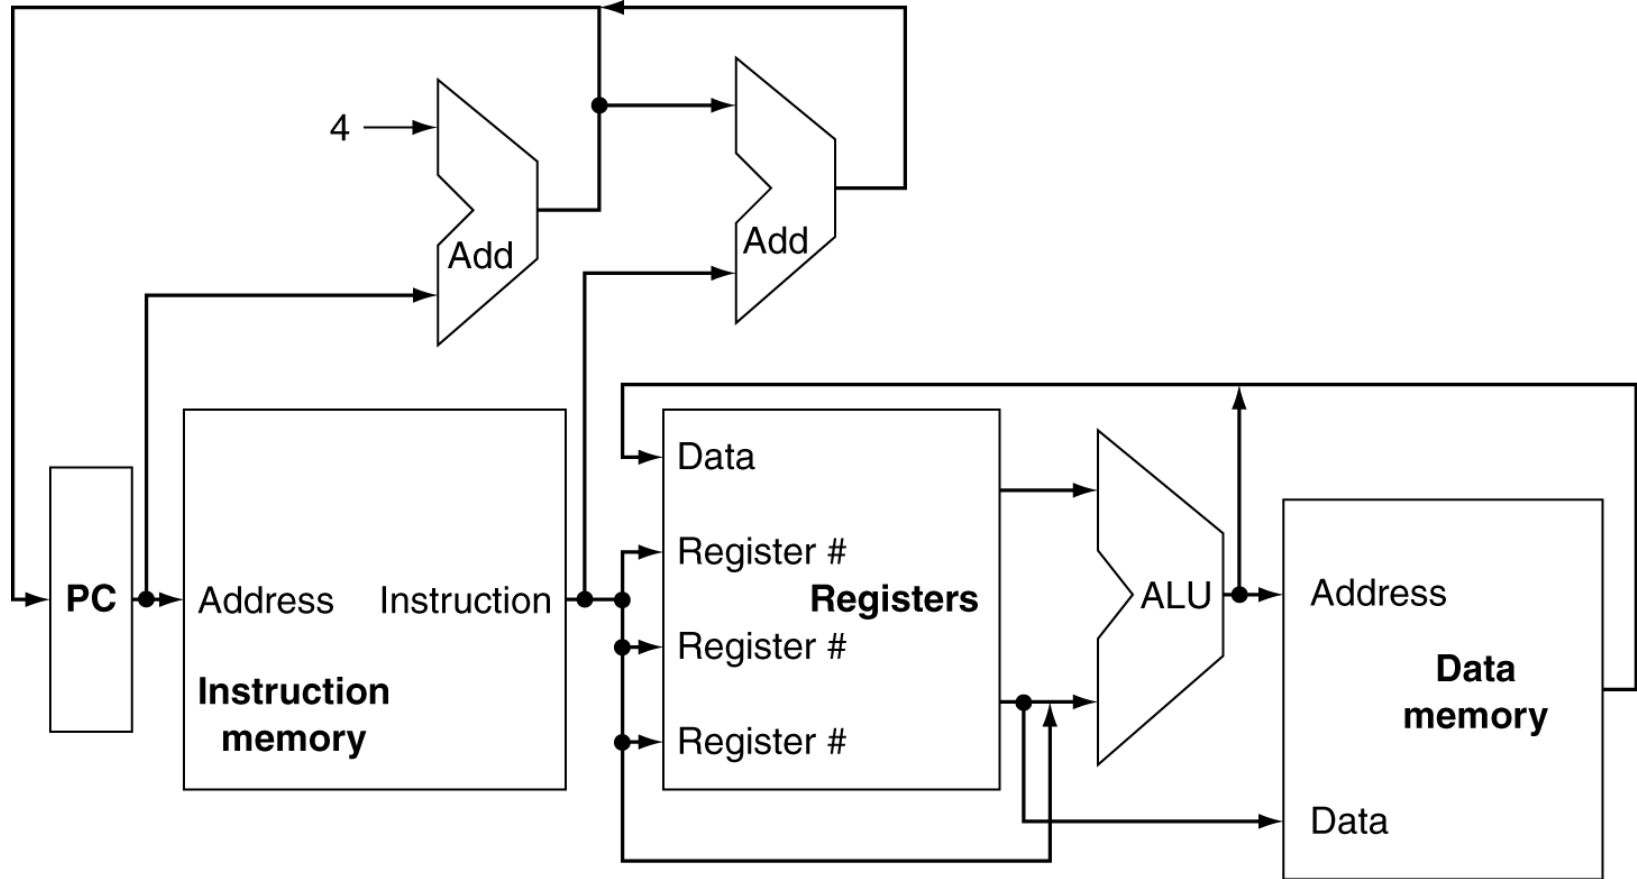 4
Add
Add
PC
Address
Instruction
Instruction
memory
Data
Register #
Registers
Register #
Register #
ALU
Address
Data
memory
Data